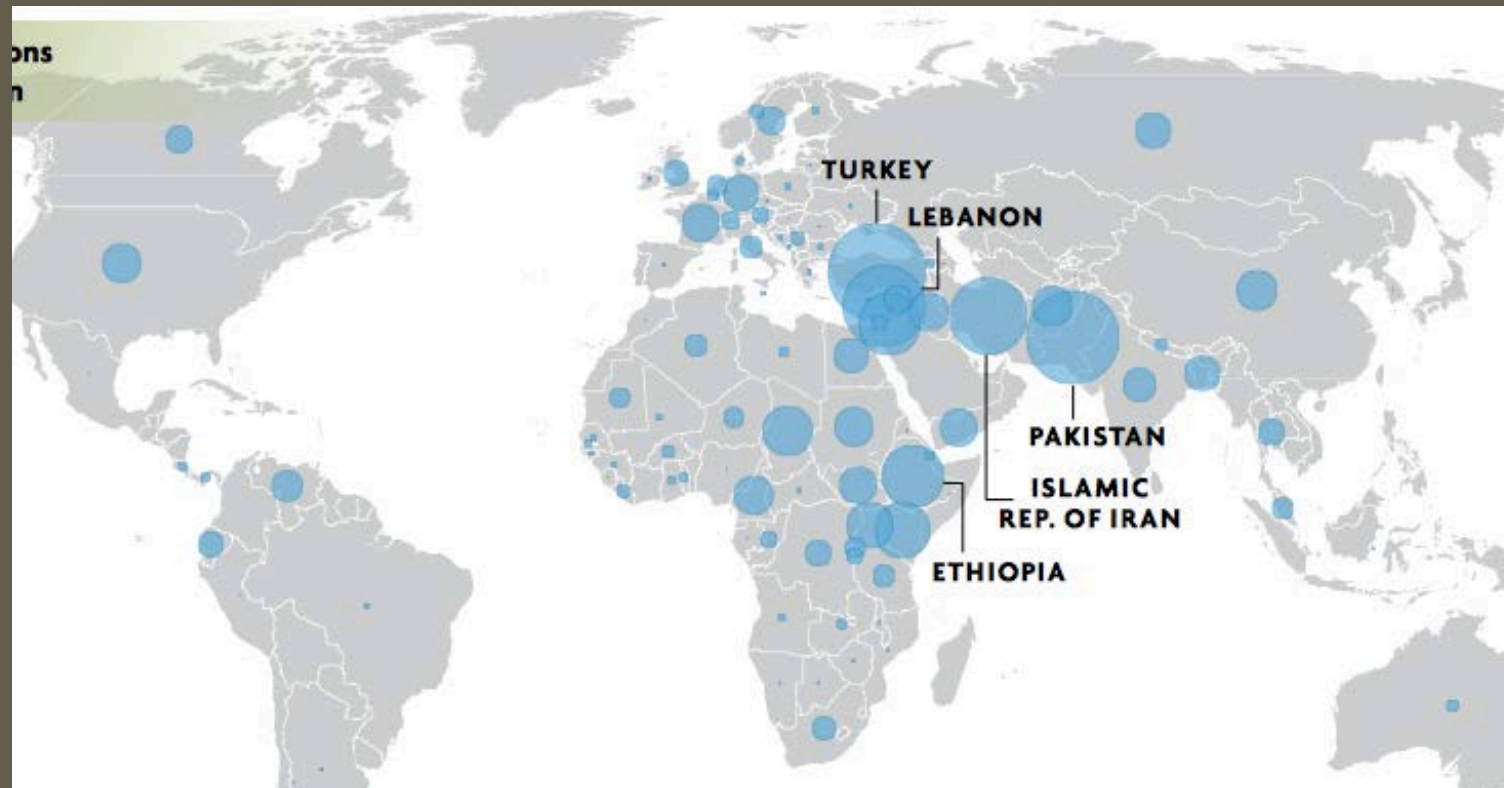 ons
n
TURKEY
LEBANON
PAKISTAN
ISLAMIC
REP. OF IRAN
ETHIOPIA